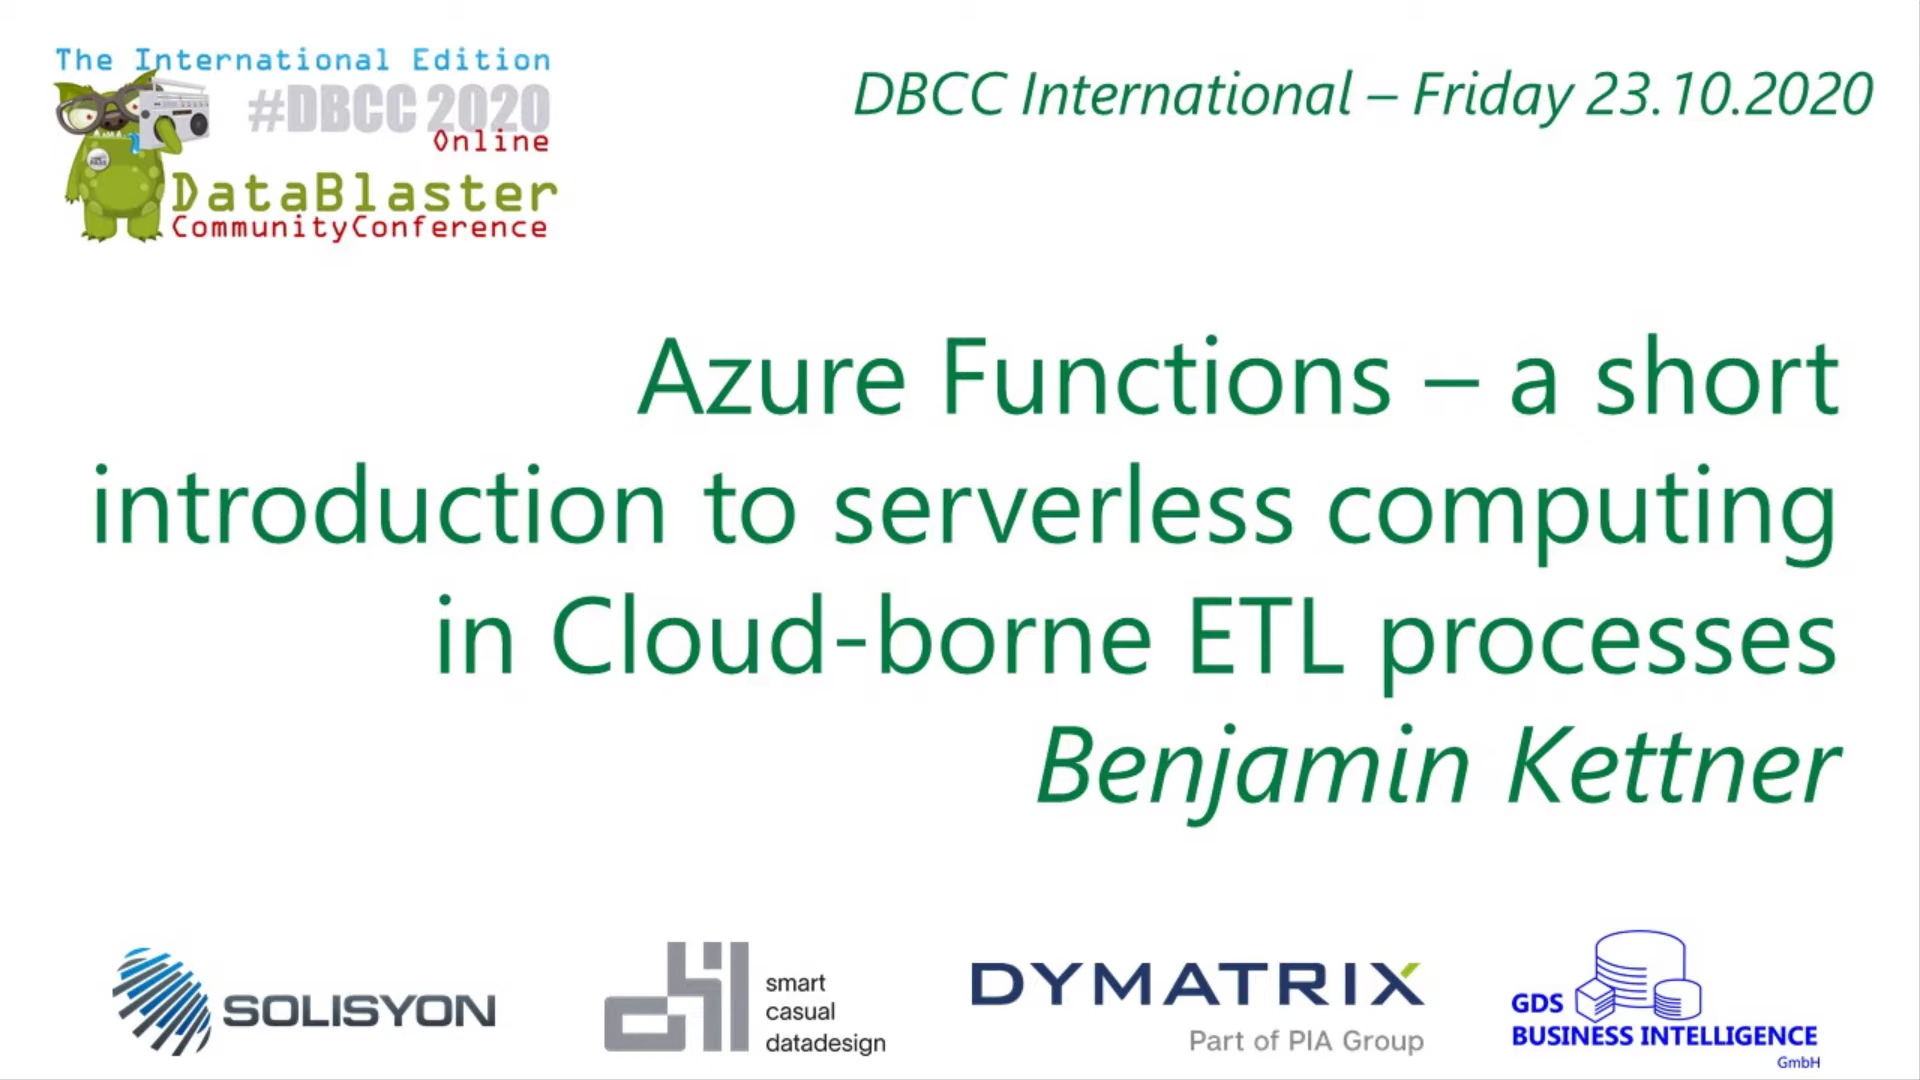 The International Edition
#DBCC 2020
Online
DataBlaster
CommunityConference
DBCC International – Friday 23.10.2020
Azure Functions – a short
introduction to serverless computing
in Cloud-borne ETL processes
Benjamin Kettner
SOLISYON
smart
casual
datadesign
DYMATRIX
Part of PIA Group
GDS
BUSINESS INTELLIGENCE
GmbH